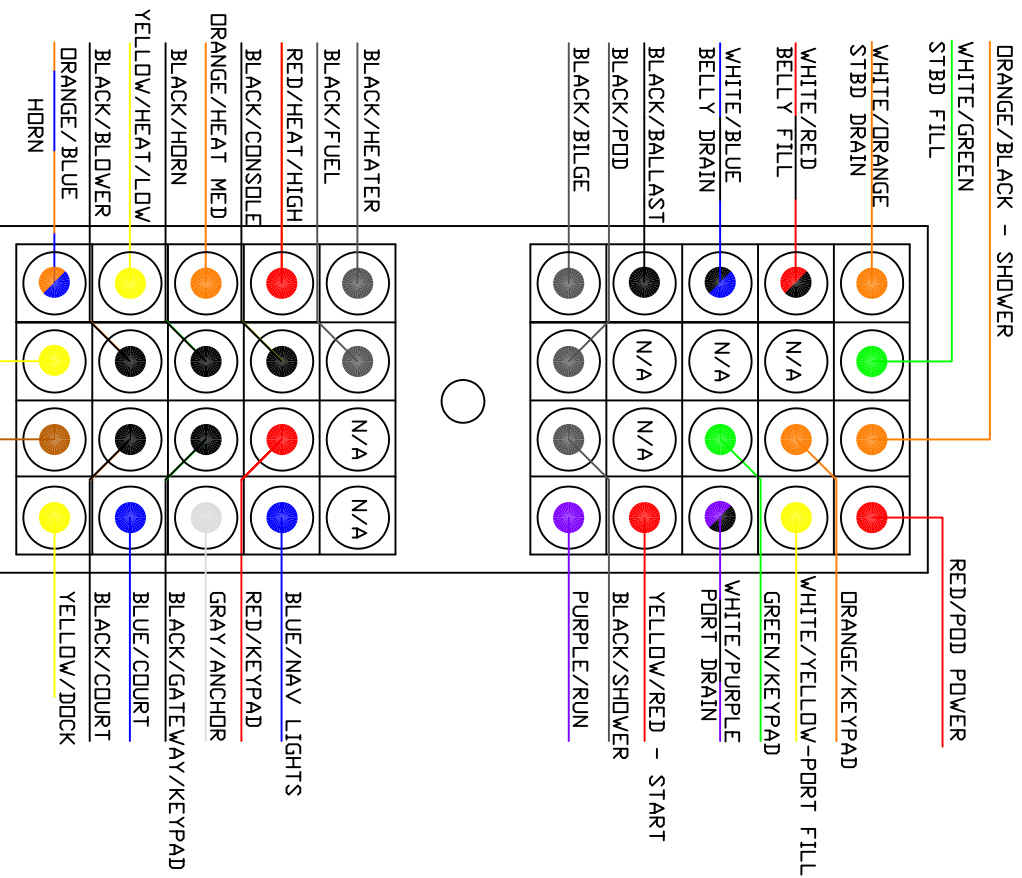 ORANGE/BLUE
HORN
BLACK/BLOWER
YELLOW/HEAT/LOW
BLACK/HORN
ORANGE/HEAT MED
BLACK/CONSOLE
RED/HEAT/HIGH
BLACK/FUEL
BLACK/HEATER
BLACK/BILGE
BLACK/POD
BLACK/BALLAST
WHITE/BLUE
BELLY DRAIN
WHITE/RED
BELLY FILL
WHITE/ORANGE
STBD DRAIN
WHITE/GREEN
STBD FILL
ORANGE/BLACK - SHOWER
N/A
N/A
N/A
N/A
N/A
N/A
YELLOW/DOCK
BLACK/COURT
BLUE/COURT
BLACK/GATEWAY/KEYPAD
GRAY/ANCHOR
RED/KEYPAD
BLUE/NAV LIGHTS
PURPLE/RUN
BLACK/SHOWER
YELLOW/RED - START
WHITE/PURPLE
PORT DRAIN
GREEN/KEYPAD
WHITE/YELLOW-PORT FILL
ORANGE/KEYPAD
RED/POD POWER